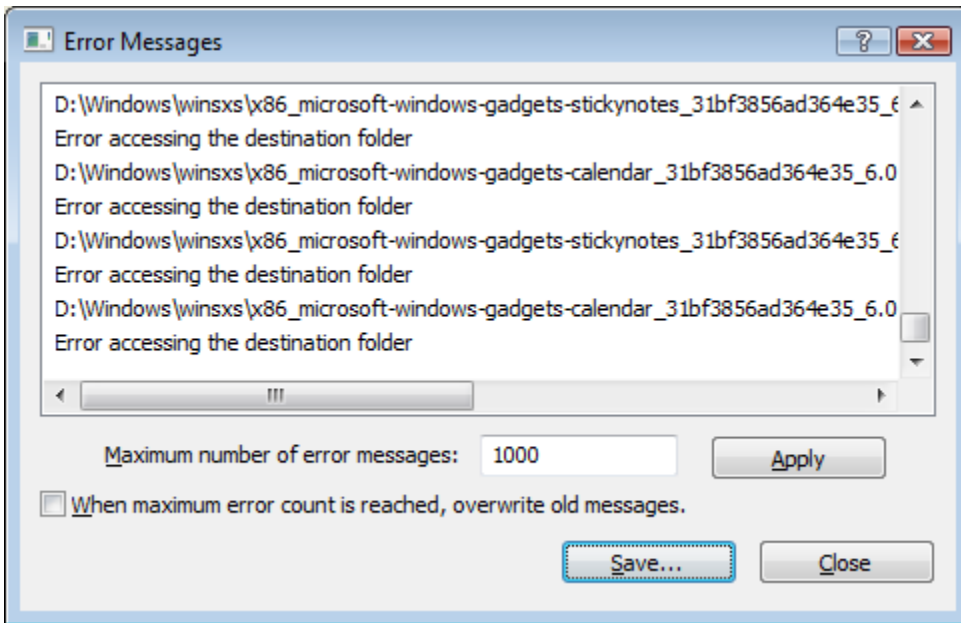 Error Messages
D:\Windows\winsxs\x86_microsoft-windows-gadgets-stickynotes_31bf3856ad364e35_6
Error accessing the destination folder
D:\Windows\winsxs\x86_microsoft-windows-gadgets-calendar_31bf3856ad364e35_6.0
Error accessing the destination folder
D:\Windows\winsxs\x86_microsoft-windows-gadgets-stickynotes_31bf3856ad364e35_6
Error accessing the destination folder
D:\Windows\winsxs\x86_microsoft-windows-gadgets-calendar_31bf3856ad364e35_6.0
Error accessing the destination folder
Maximum number of error messages: 1000 Apply
When maximum error count is reached, overwrite old messages.
Save... Close